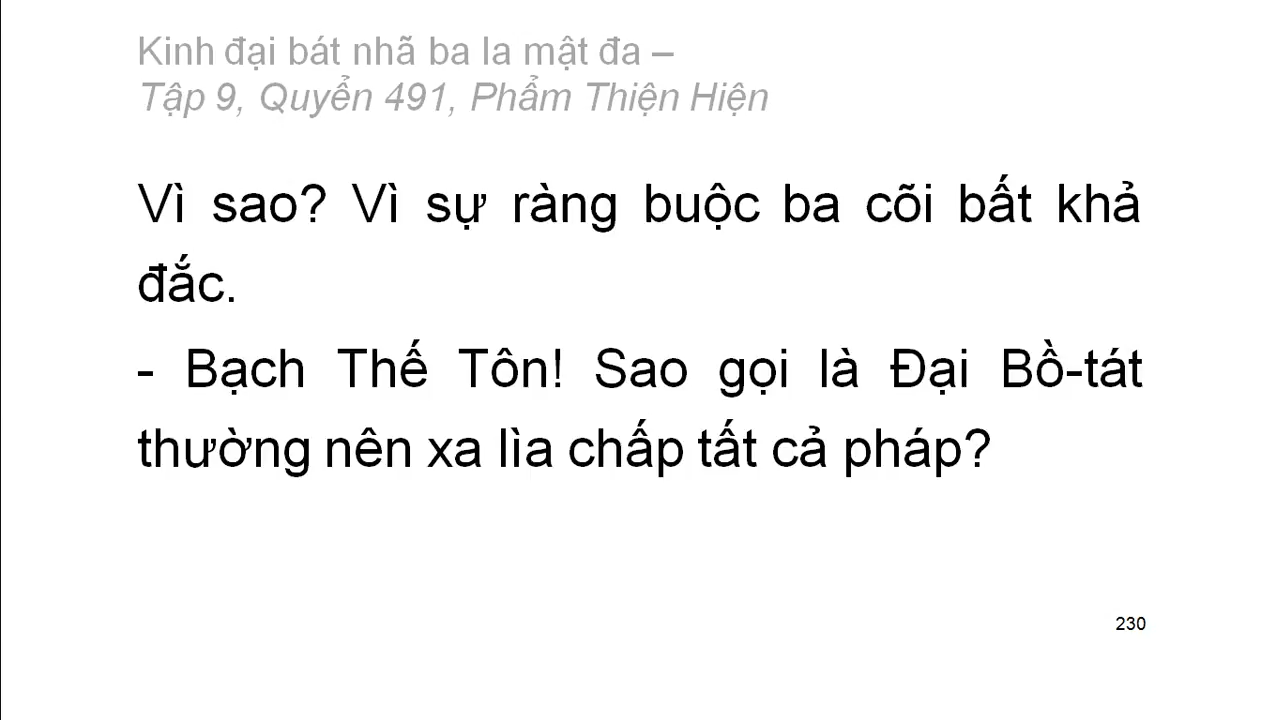 Kinh đại bát nhã ba la mật đa –
Tập 9, Quyển 491, Phẩm Thiện Hiện
Vì sao? Vì sự ràng buộc ba cõi bất khả
đắc.
- Bạch Thế Tôn! Sao gọi là Đại Bồ-tát
thường nên xa lìa chấp tất cả pháp?
230